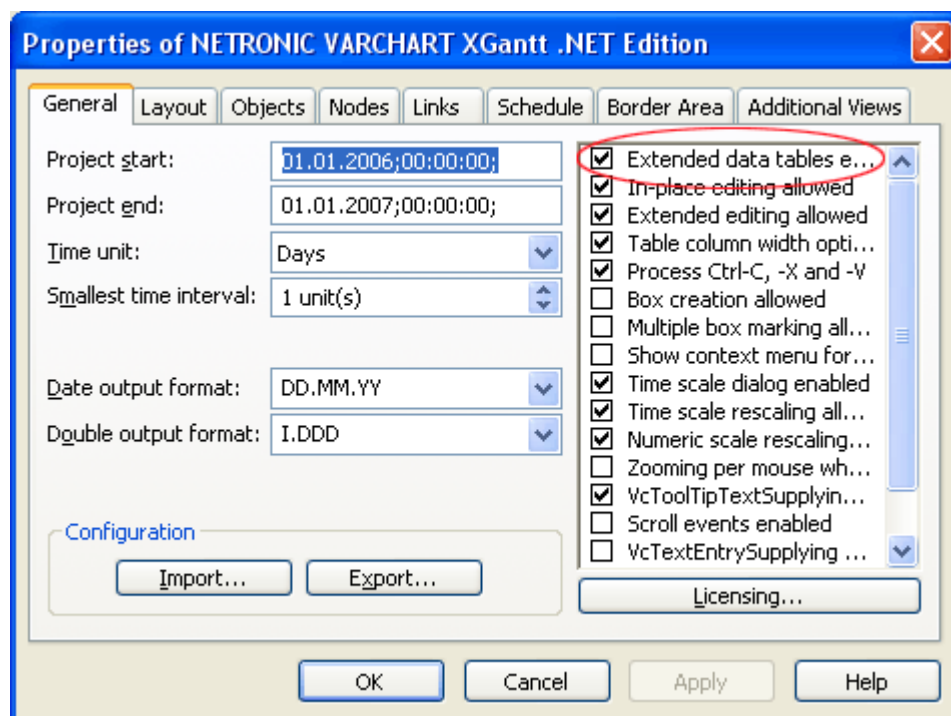 Properties of NETRONIC VARCHART XGantt .NET Edition
General Layout Objects Nodes Links Schedule Border Area Additional Views
Project start: 01.01.2006;00:00:00;
Project end: 01.01.2007;00:00:00;
Time unit: Days
Smallest time interval: 1 unit(s)
Date output format: DD.MM.YY
Double output format: I.DDD
Configuration
Import... Export...
Extended data tables e...
In-place editing allowed
Extended editing allowed
Table column width opti...
Process Ctrl-C, -X and -V
Box creation allowed
Multiple box marking all...
Show context menu for...
Time scale dialog enabled
Time scale rescaling all...
Numeric scale rescaling...
Zooming per mouse wh...
VcToolTipTextSupplyin...
Scroll events enabled
VcTextEntrySupplying ...
Licensing...
OK Cancel Apply Help